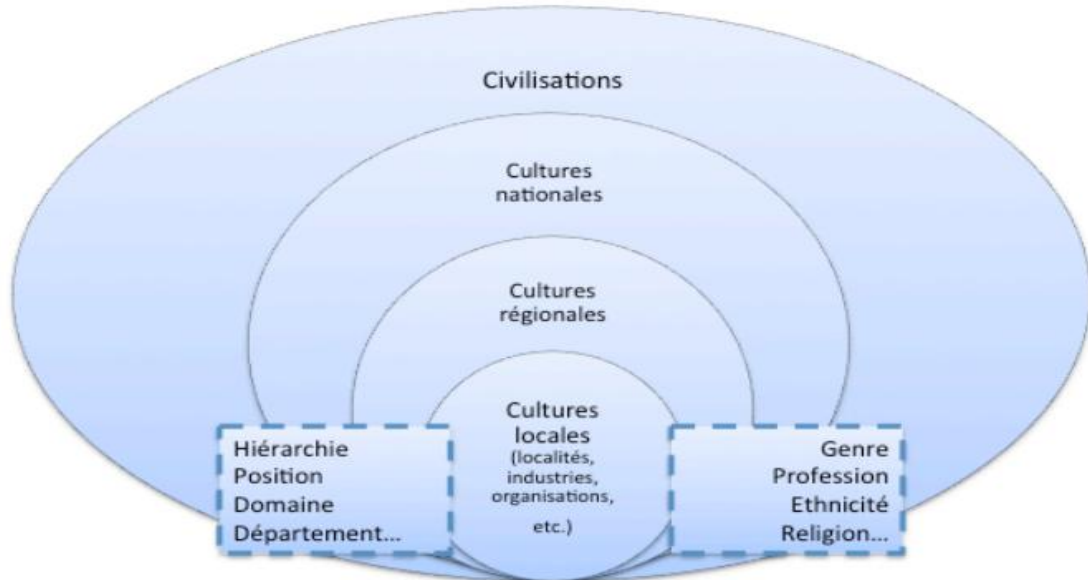 Civilisations
Cultures
nationales
Cultures
régionales
Cultures
locales
(localités,
industries,
organisations,
etc.)
Hiérarchie
Position
Domaine
Département...
Genre
Profession
Ethnicité
Religion...